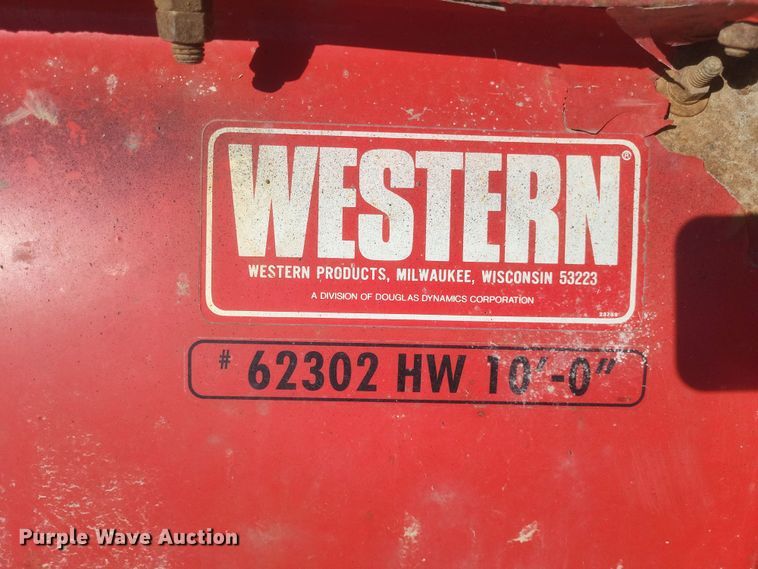 WESTERN®
WESTERN PRODUCTS, MILWAUKEE, WISCONSIN 53223
A DIVISION OF DOUGLAS DYNAMICS CORPORATION
# 62302 HW 10'-0"
Purple Wave Auction